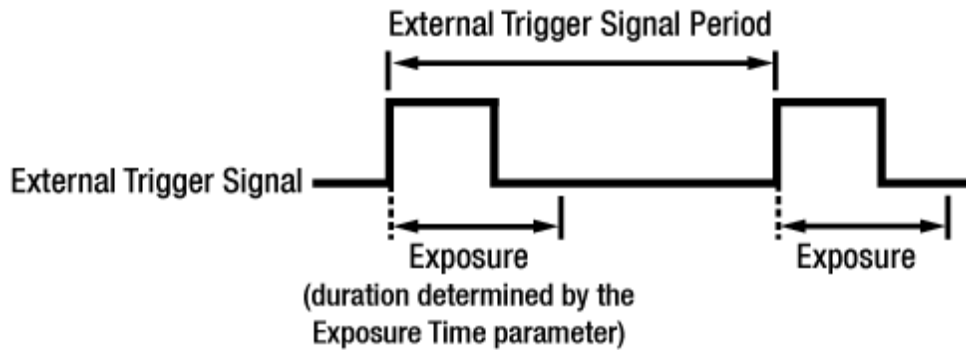 External Trigger Signal Period
External Trigger Signal
Exposure
(duration determined by the
Exposure Time parameter)
Exposure